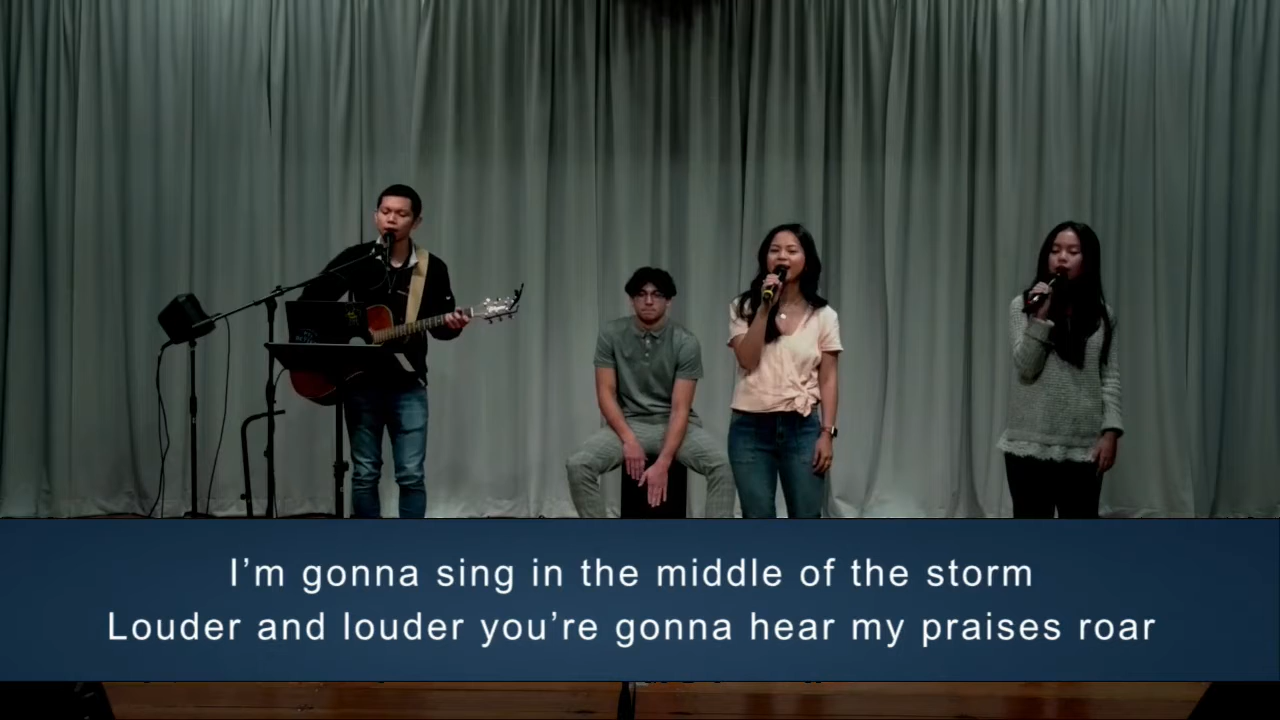 I’m gonna sing in the middle of the storm
Louder and louder you’re gonna hear my praises roar